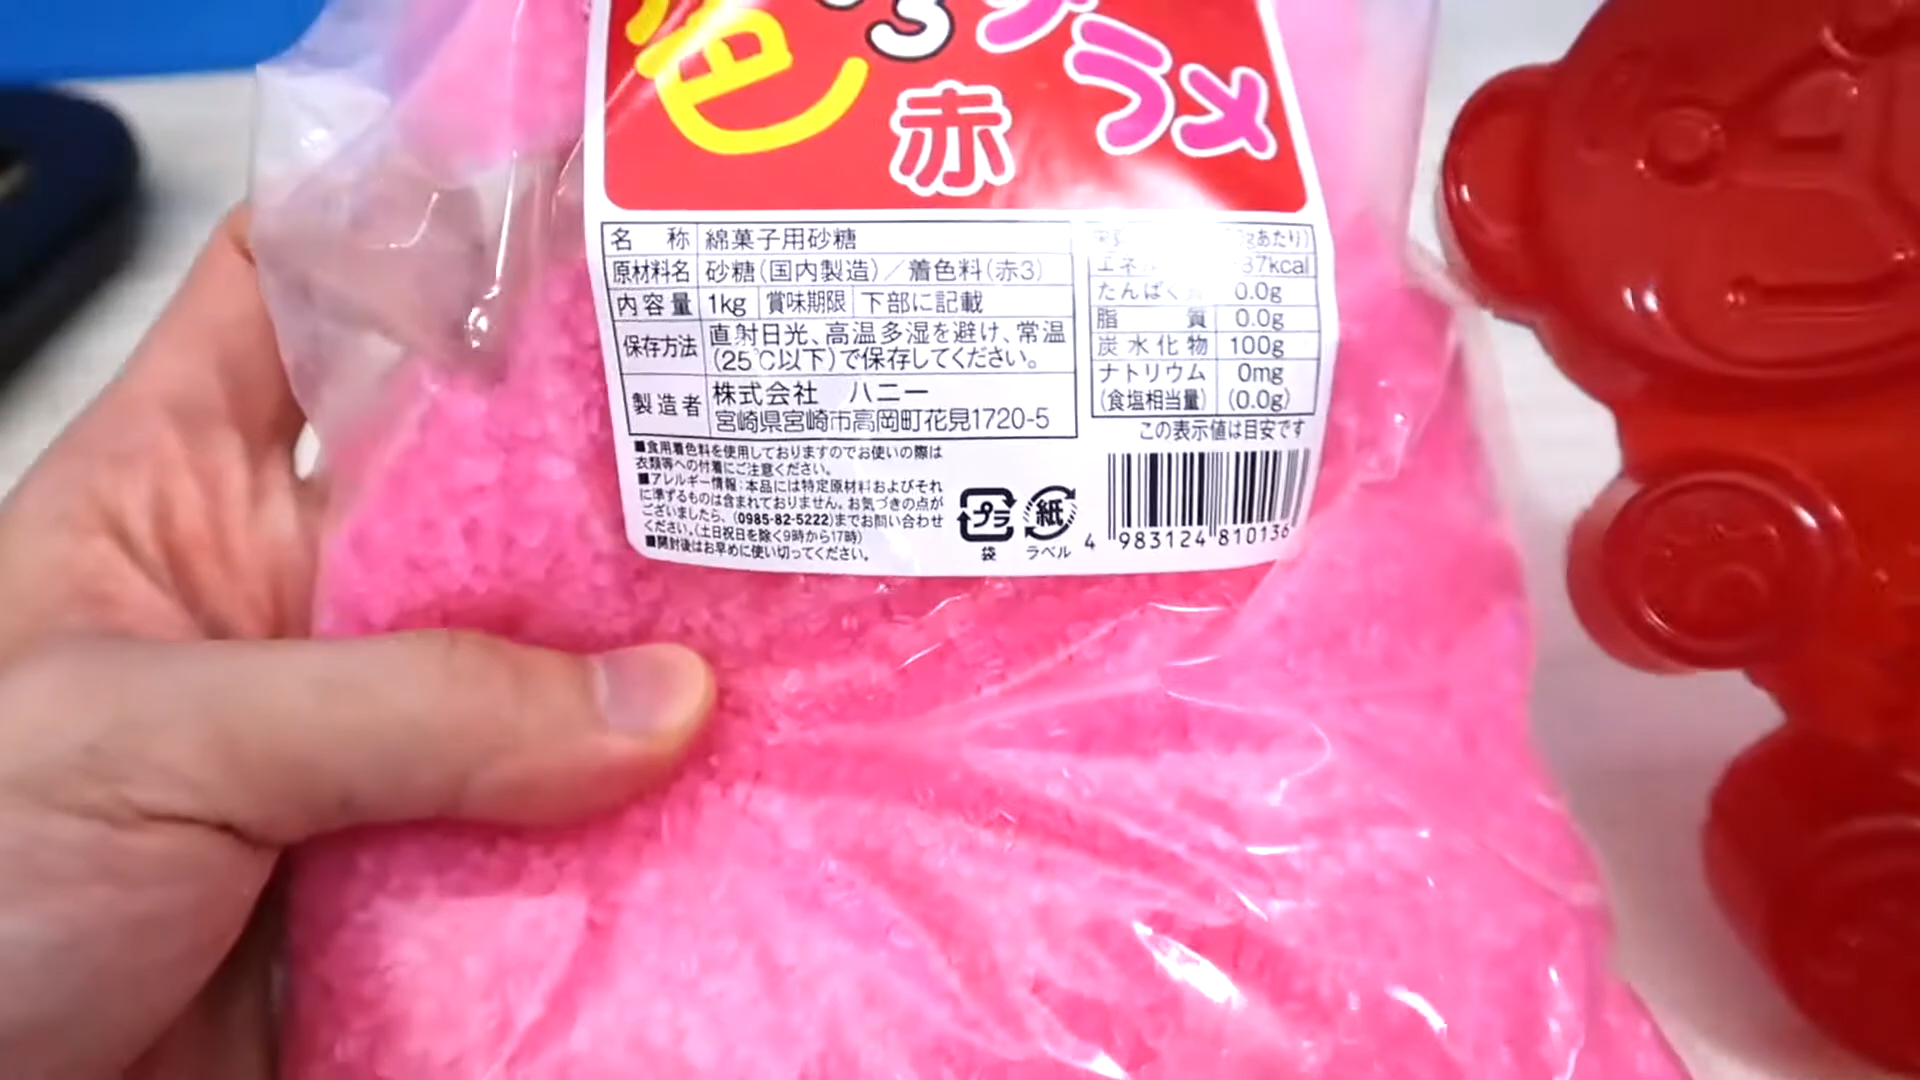 色 ラメ
赤
名 称 綿菓子用砂糖
原材料名 砂糖(国内製造)/着色料(赤3)
内容量 1kg 賞味期限 下部に記載
保存方法 直射日光、高温多湿を避け、常温
(25℃以下)で保存してください。
製造者 株式会社 ハニー
宮崎県宮崎市高岡町花見1720-5
■食用着色料を使用しておりますのでお使いの際は
衣類等への付着にご注意ください。
■アレルギー情報:本品には特定原材料およびそれ
に準ずるものは含まれておりません。お気づきの点が
ございましたら、(0985-82-5222)までお問い合わせ
ください。(土日祝日を除く9時から17時)
■開封後はお早めに使い切ってください。
gあたり)
エネル 87kcal
たんぱく 0.0g
脂 質 0.0g
炭水化物 100g
ナトリウム 0mg
(食塩相当量) (0.0g)
この表示値は目安です
プラ
袋
紙
ラベル
4 983124 810136